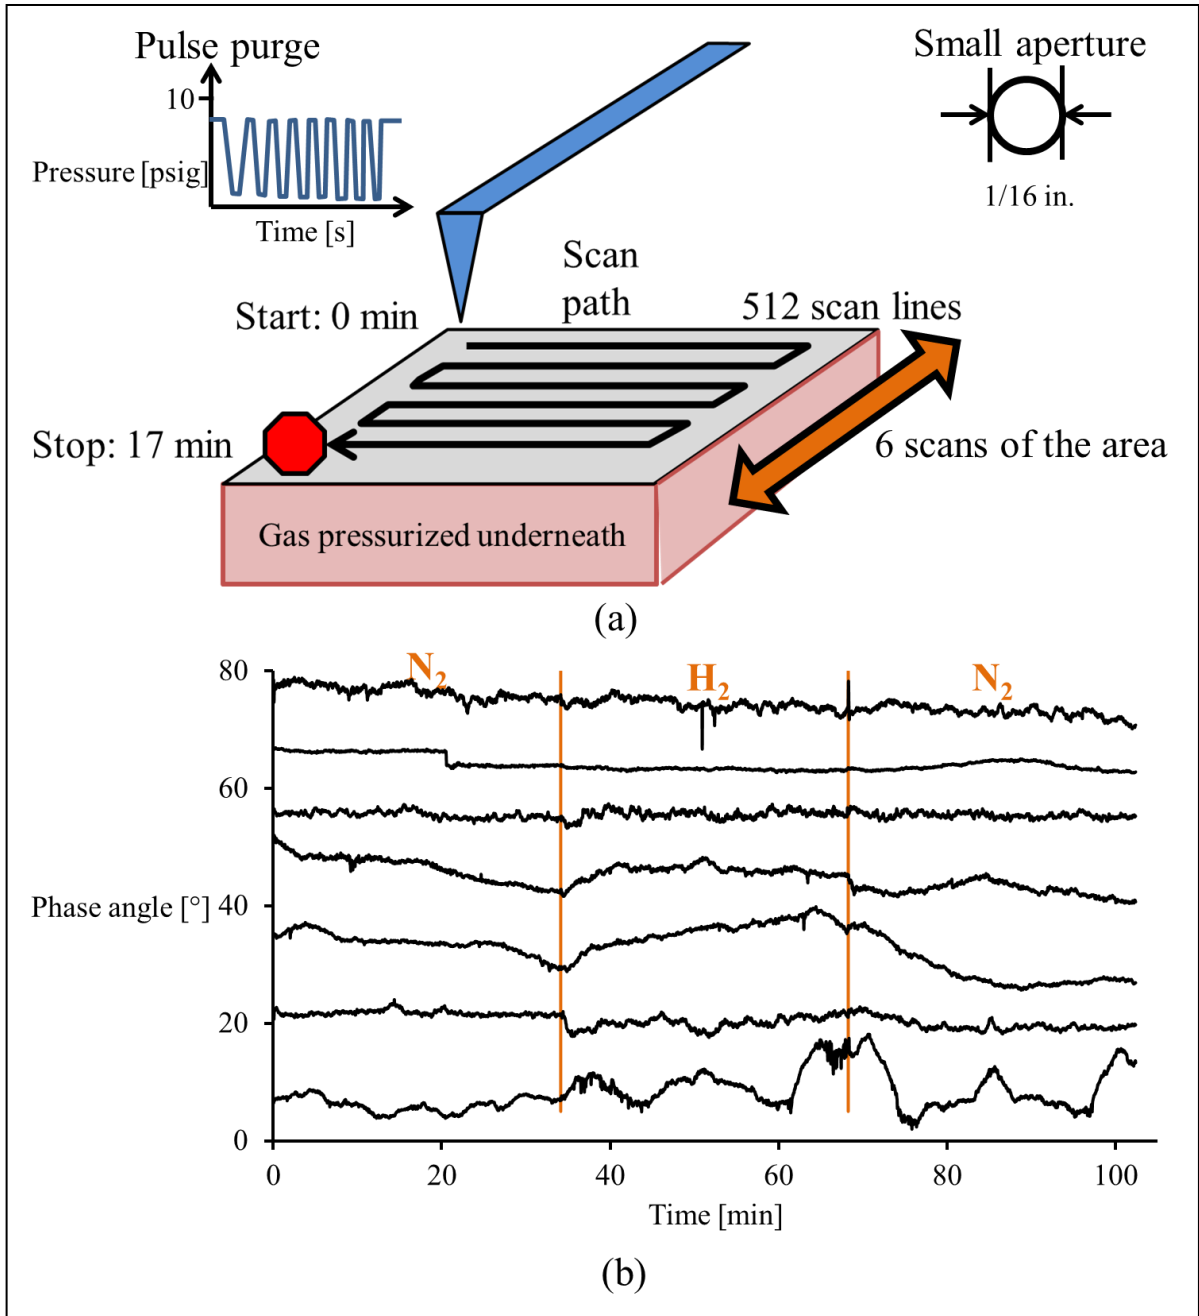 Pulse purge
10
Pressure [psig]
Time [s]
Small aperture
1/16 in.
Scan
path
Start: 0 min
512 scan lines
Stop: 17 min
6 scans of the area
Gas pressurized underneath
(a)
N2
H2
N2
80
60
40
20
0
Phase angle [°]
0
20
40
60
80
100
Time [min]
(b)